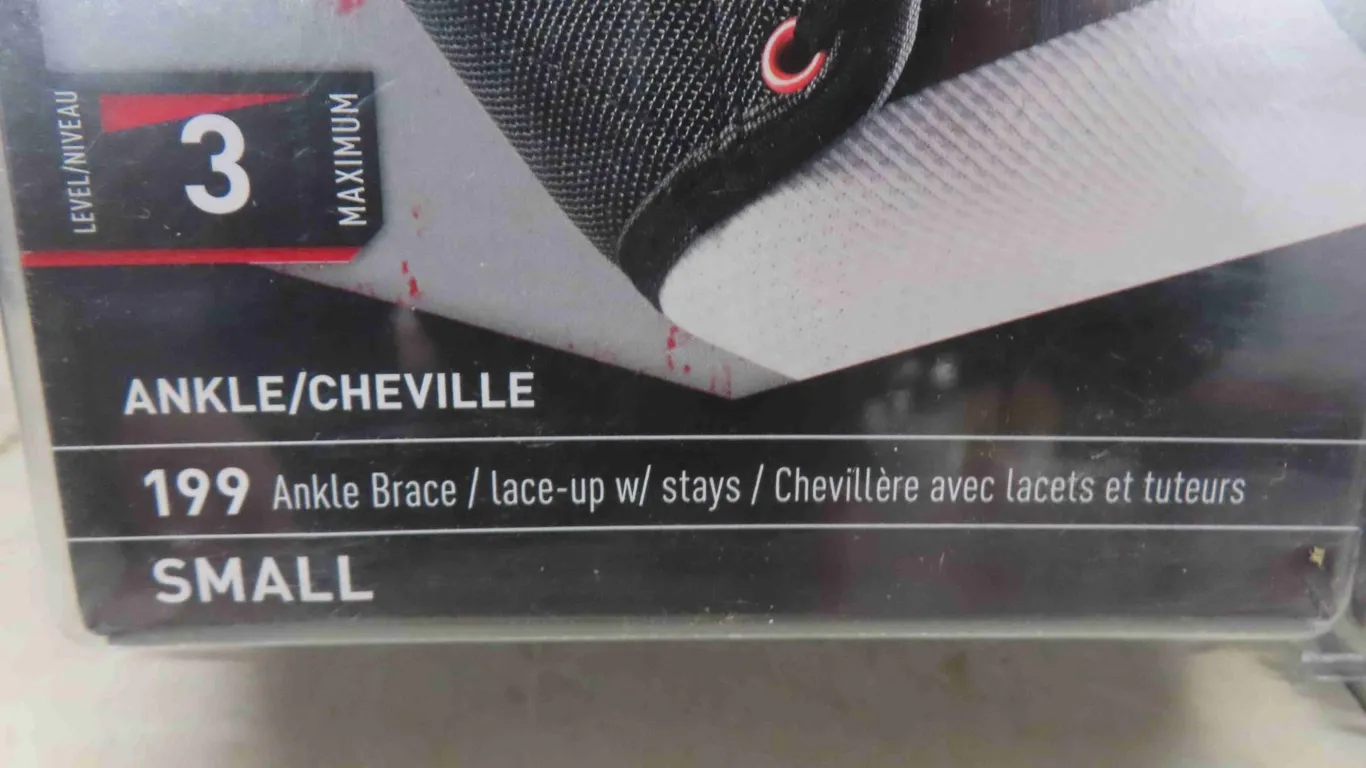 LEVEL/NIVEAU
3
MAXIMUM
ANKLE/CHEVILLE
199 Ankle Brace / lace-up w/ stays / Chevillère avec lacets et tuteurs
SMALL